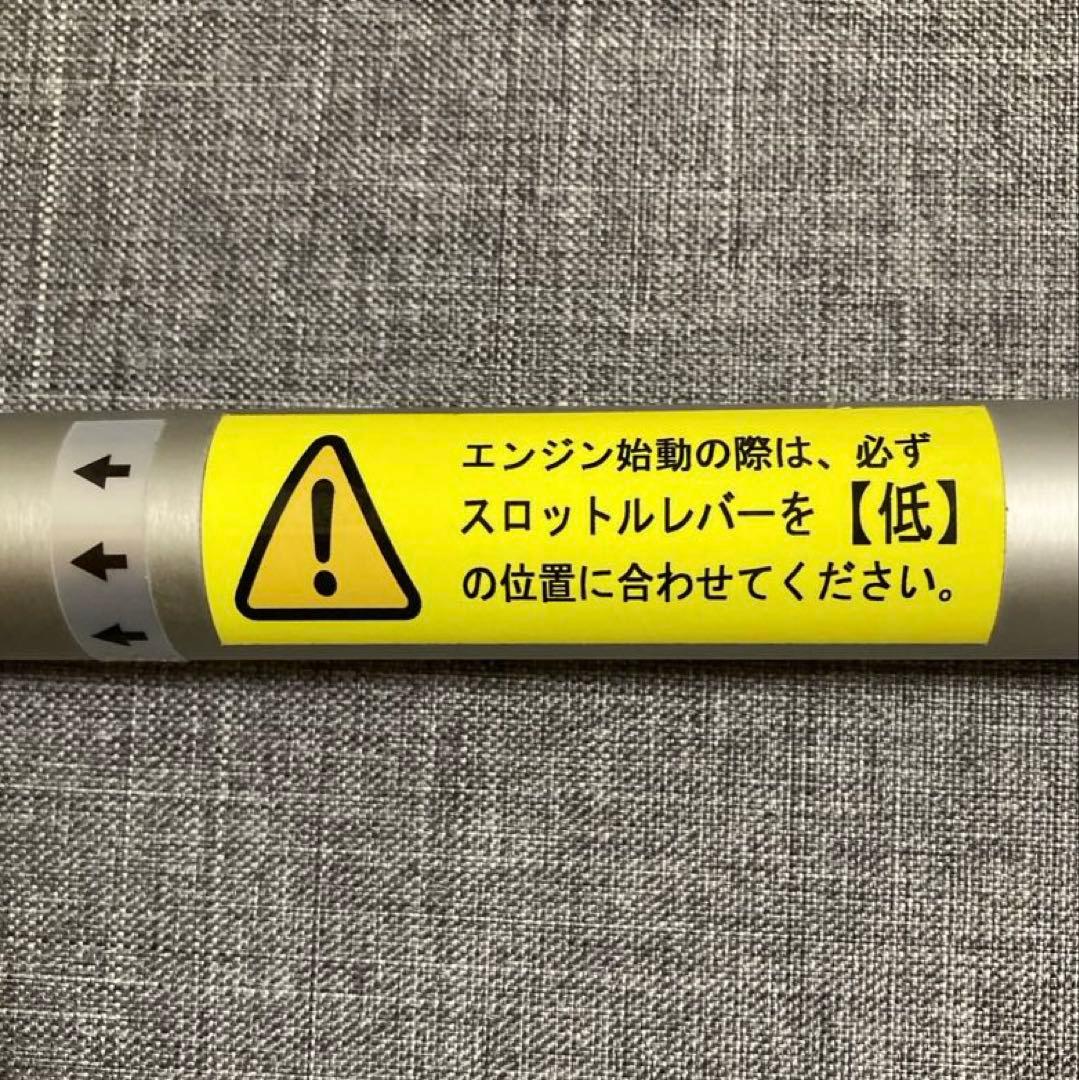 エンジン始動の際は、必ず
スロットルレバーを【低】
の位置に合わせてください。